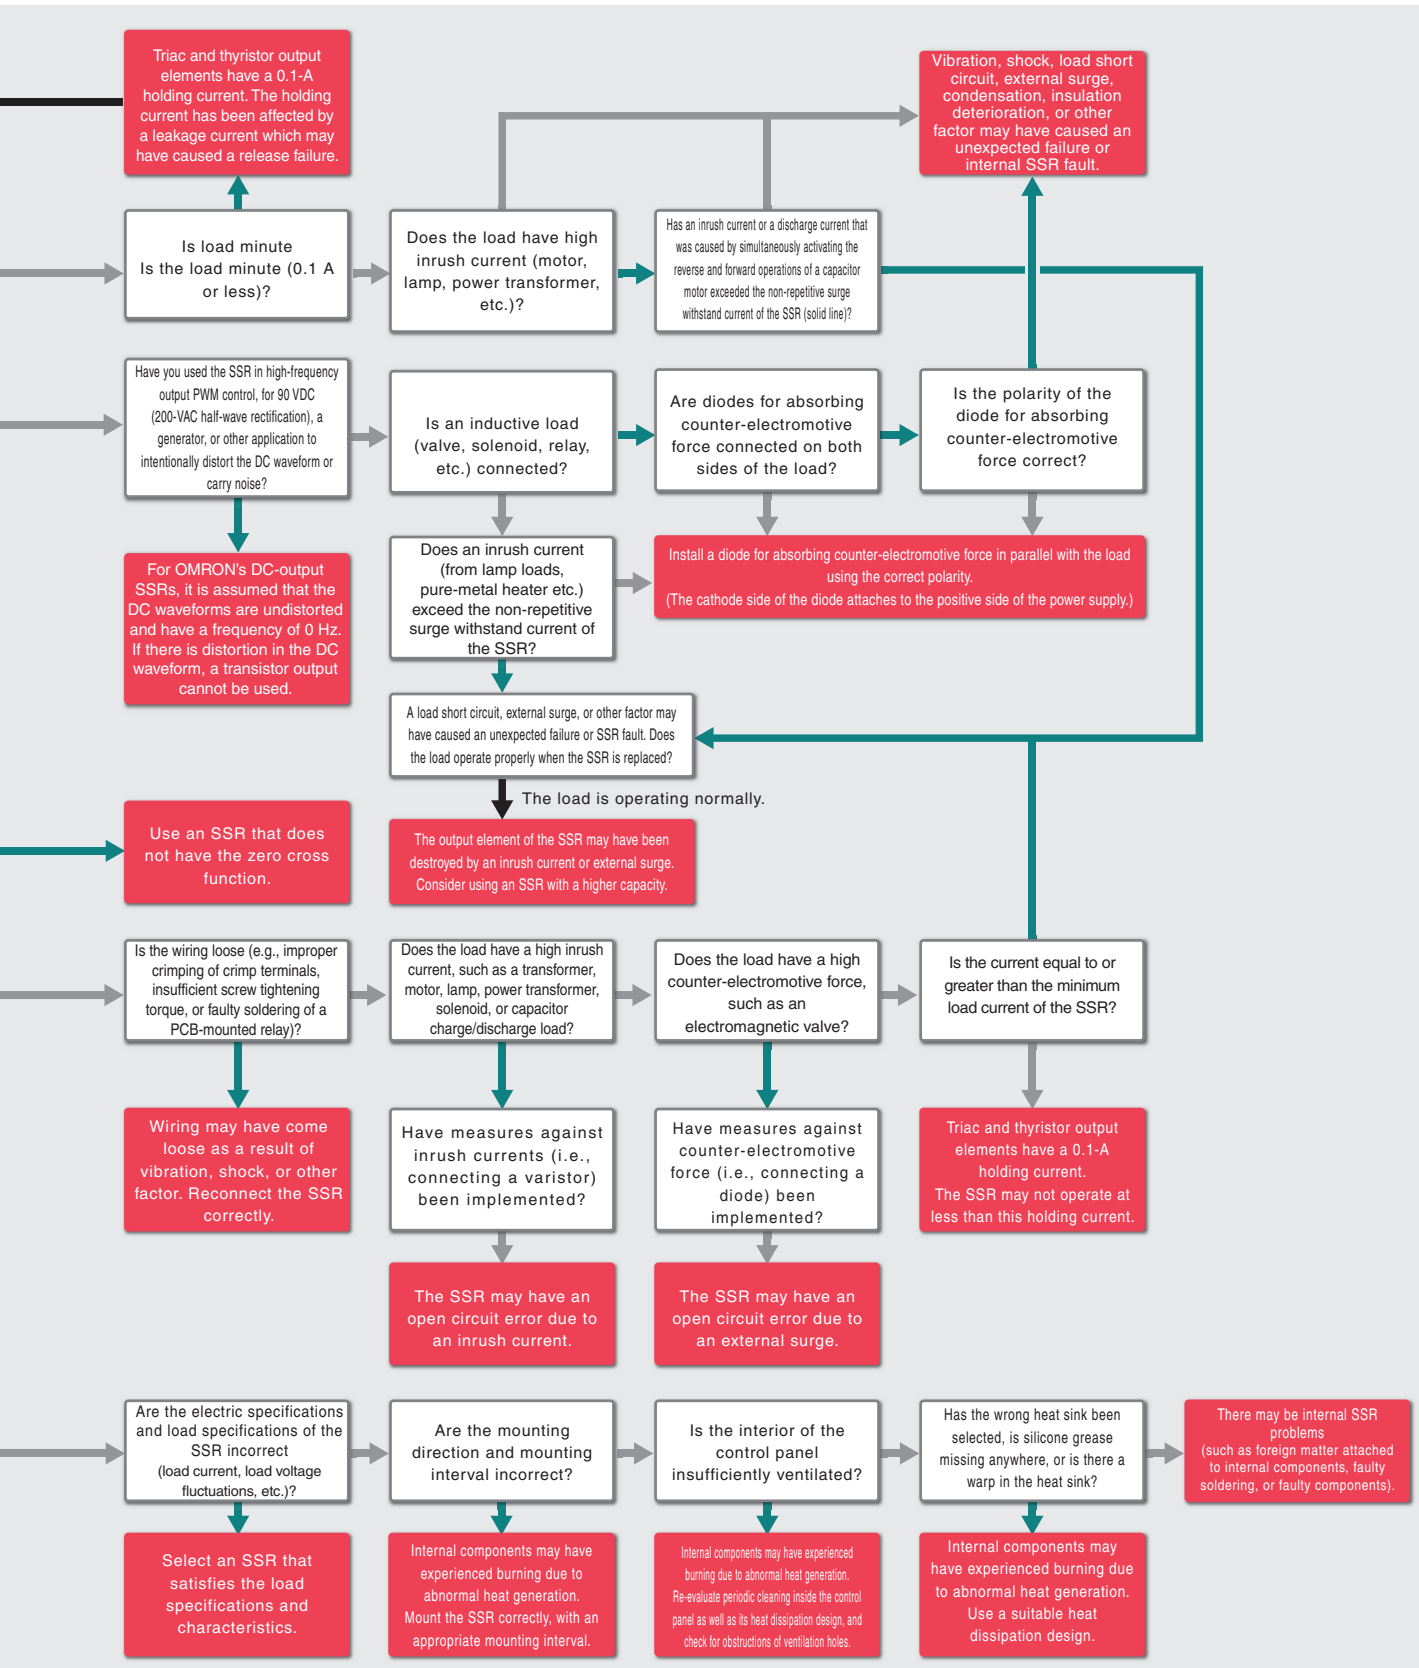 Triac and thyristor output
elements have a 0.1-A
holding current. The holding
current has been affected by
a leakage current which may
have caused a release failure.
Vibration, shock, load short
circuit, external surge,
condensation, insulation
deterioration, or other
factor may have caused an
unexpected failure or
internal SSR fault.
Is load minute
Is the load minute (0.1 A
or less)?
Does the load have high
inrush current (motor,
lamp, power transformer,
etc.)?
Has an inrush current or a discharge current that
was caused by simultaneously activating the
reverse and forward operations of a capacitor
motor exceeded the non-repetitive surge
withstand current of the SSR (solid line)?
Have you used the SSR in high-frequency
output PWM control, for 90 VDC
(200-VAC half-wave rectification), a
generator, or other application to
intentionally distort the DC waveform or
carry noise?
Is an inductive load
(valve, solenoid, relay,
etc.) connected?
Are diodes for absorbing
counter-electromotive
force connected on both
sides of the load?
Is the polarity of the
diode for absorbing
counter-electromotive
force correct?
For OMRON's DC-output
SSRs, it is assumed that the
DC waveforms are undistorted
and have a frequency of 0 Hz.
If there is distortion in the DC
waveform, a transistor output
cannot be used.
Does an inrush current
(from lamp loads,
pure-metal heater etc.)
exceed the non-repetitive
surge withstand current of
the SSR?
Install a diode for absorbing counter-electromotive force in parallel with the load
using the correct polarity.
(The cathode side of the diode attaches to the positive side of the power supply.)
A load short circuit, external surge, or other factor may
have caused an unexpected failure or SSR fault. Does
the load operate properly when the SSR is replaced?
The load is operating normally.
Use an SSR that does
not have the zero cross
function.
The output element of the SSR may have been
destroyed by an inrush current or external surge.
Consider using an SSR with a higher capacity.
Is the wiring loose (e.g., improper
crimping of crimp terminals,
insufficient screw tightening
torque, or faulty soldering of a
PCB-mounted relay)?
Does the load have a high inrush
current, such as a transformer,
motor, lamp, power transformer,
solenoid, or capacitor
charge/discharge load?
Does the load have a high
counter-electromotive force,
such as an
electromagnetic valve?
Is the current equal to or
greater than the minimum
load current of the SSR?
Wiring may have come
loose as a result of
vibration, shock, or other
factor. Reconnect the SSR
correctly.
Have measures against
inrush currents (i.e.,
connecting a varistor)
been implemented?
Have measures against
counter-electromotive
force (i.e., connecting a
diode) been
implemented?
Triac and thyristor output
elements have a 0.1-A
holding current.
The SSR may not operate at
less than this holding current.
The SSR may have an
open circuit error due to
an inrush current.
The SSR may have an
open circuit error due to
an external surge.
Are the electric specifications
and load specifications of the
SSR incorrect
(load current, load voltage
fluctuations, etc.)?
Are the mounting
direction and mounting
interval incorrect?
Is the interior of the
control panel
insufficiently ventilated?
Has the wrong heat sink been
selected, is silicone grease
missing anywhere, or is there a
warp in the heat sink?
There may be internal SSR
problems
(such as foreign matter attached
to internal components, faulty
soldering, or faulty components).
Select an SSR that
satisfies the load
specifications and
characteristics.
Internal components may have
experienced burning due to
abnormal heat generation.
Mount the SSR correctly, with an
appropriate mounting interval.
Internal components may have experienced
burning due to abnormal heat generation.
Re-evaluate periodic cleaning inside the control
panel as well as its heat dissipation design, and
check for obstructions of ventilation holes.
Internal components may
have experienced burning due
to abnormal heat generation.
Use a suitable heat
dissipation design.